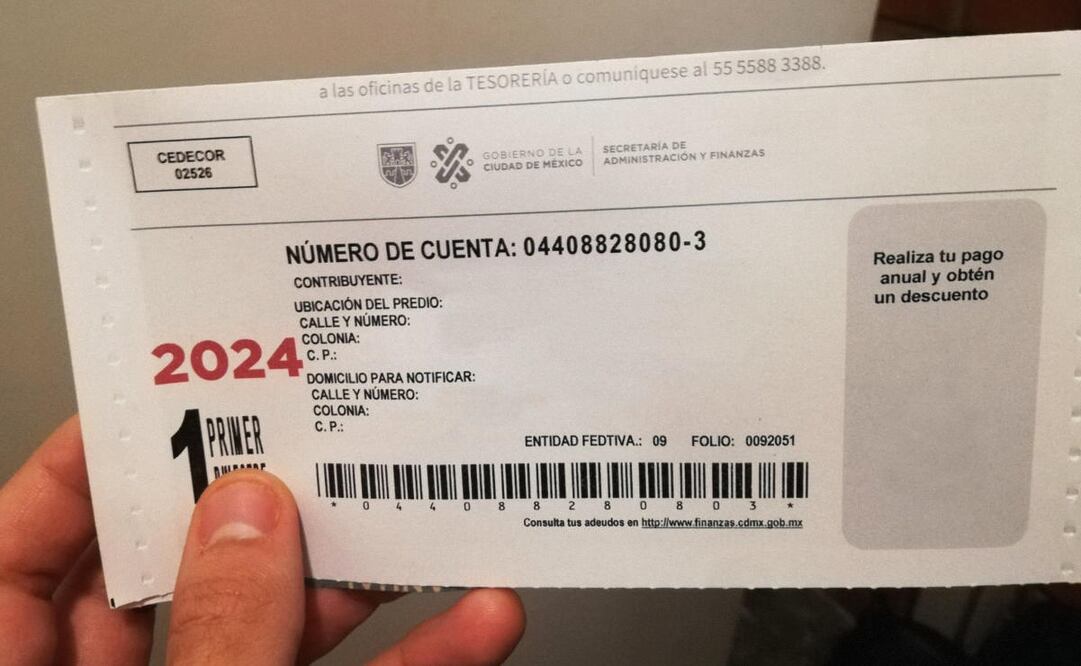 a las oficinas de la TESORERÍA o comuníquese al 55 5588 3388.
CEDECOR
02526
GOBIERNO DE LA
CIUDAD DE MÉXICO
SECRETARÍA DE
ADMINISTRACIÓN Y FINANZAS
NÚMERO DE CUENTA: 04408828080-3
CONTRIBUYENTE:
UBICACIÓN DEL PREDIO:
CALLE Y NÚMERO:
COLONIA:
C. P.:
DOMICILIO PARA NOTIFICAR:
CALLE Y NÚMERO:
COLONIA:
C. P.:
2024
1 PRIMER
Realiza tu pago
anual y obtén
un descuento
ENTIDAD FEDTIVA.: 09 FOLIO: 0092051
* 0 4 4 0 8 8 2 8 0 8 0 3 *
Consulta tus adeudos en http://www.finanzas.cdmx.gob.mx